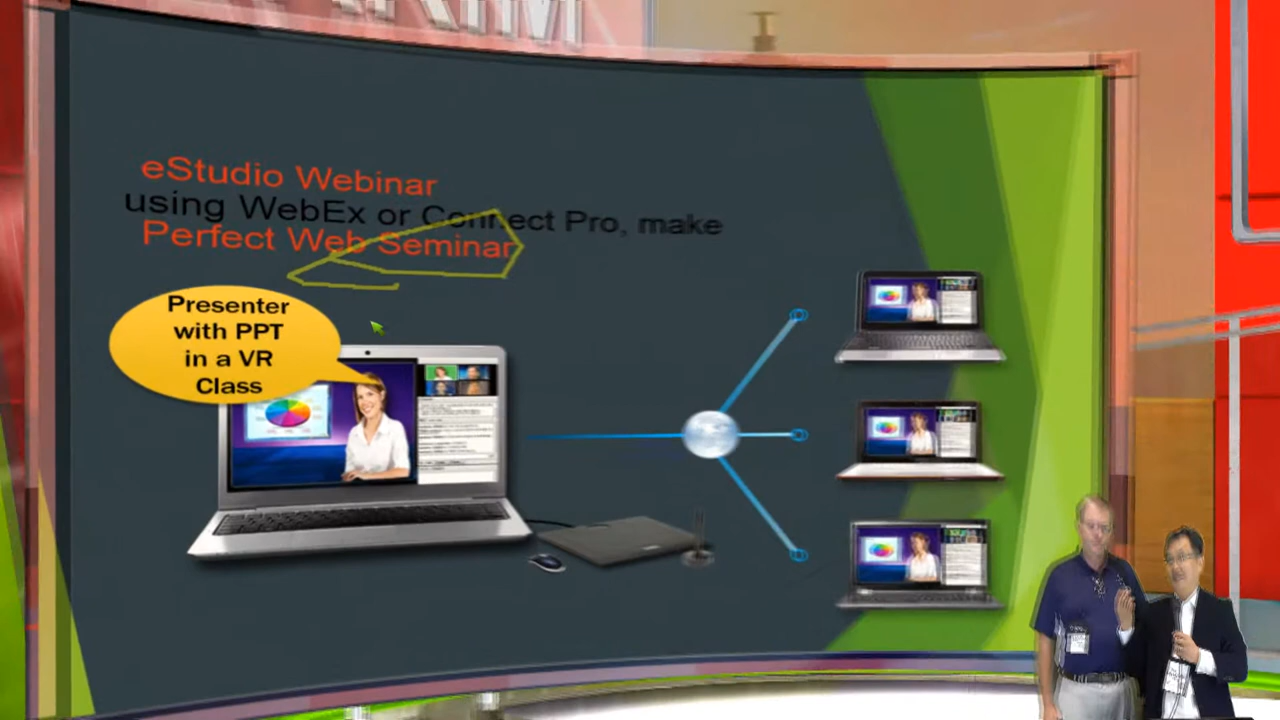 eStudio Webinar
using WebEx or Connect Pro, make
Perfect Web Seminar
Presenter
with PPT
in a VR
Class